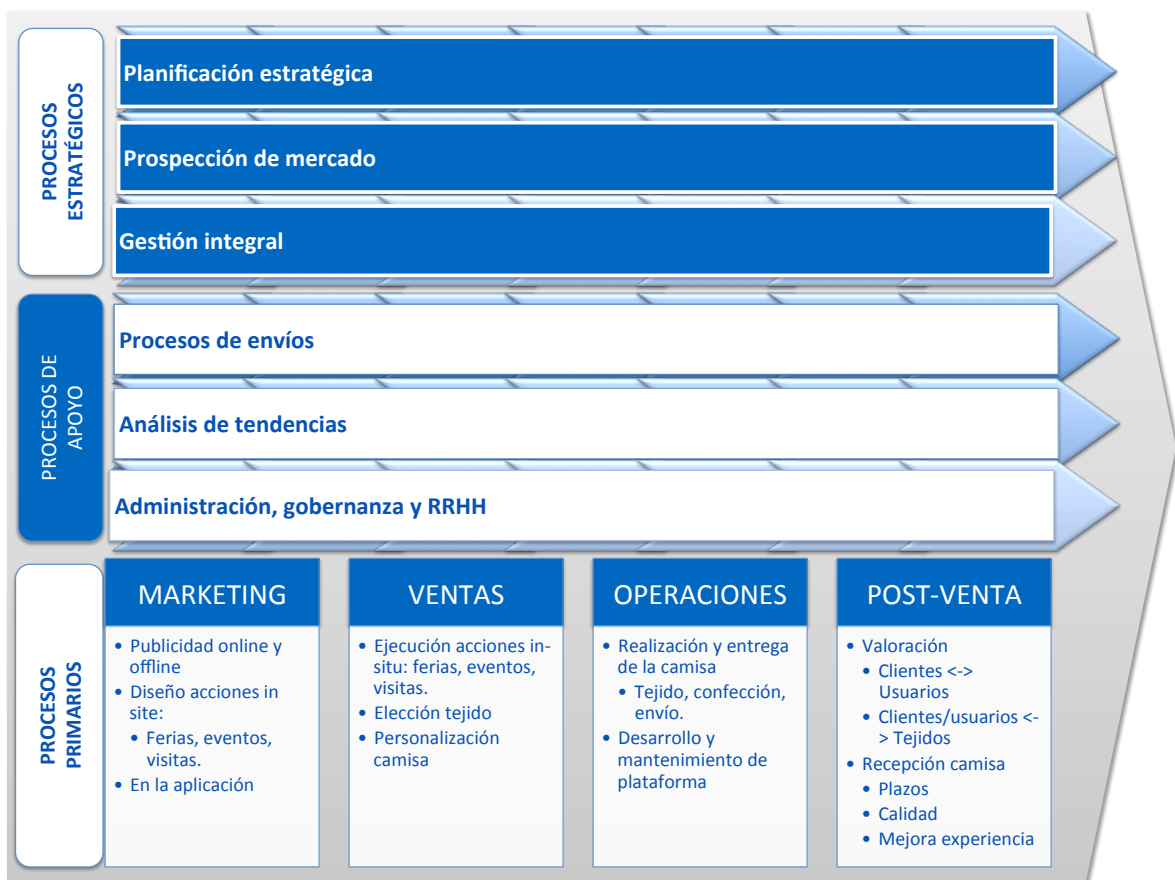 PROCESOS
ESTRATÉGICOS
Planificación estratégica
Prospección de mercado
Gestión integral
PROCESOS DE
APOYO
Procesos de envíos
Análisis de tendencias
Administración, gobernanza y RRHH
PROCESOS
PRIMARIOS
MARKETING
• Publicidad online y
offline
• Diseño acciones in
site:
• Ferias, eventos,
visitas.
• En la aplicación
VENTAS
• Ejecución acciones in-
situ: ferias, eventos,
visitas.
• Elección tejido
• Personalización
camisa
OPERACIONES
• Realización y entrega
de la camisa
• Tejido, confección,
envío.
• Desarrollo y
mantenimiento de
plataforma
POST-VENTA
• Valoración
• Clientes <->
Usuarios
• Clientes/usuarios <-
> Tejidos
• Recepción camisa
• Plazos
• Calidad
• Mejora experiencia